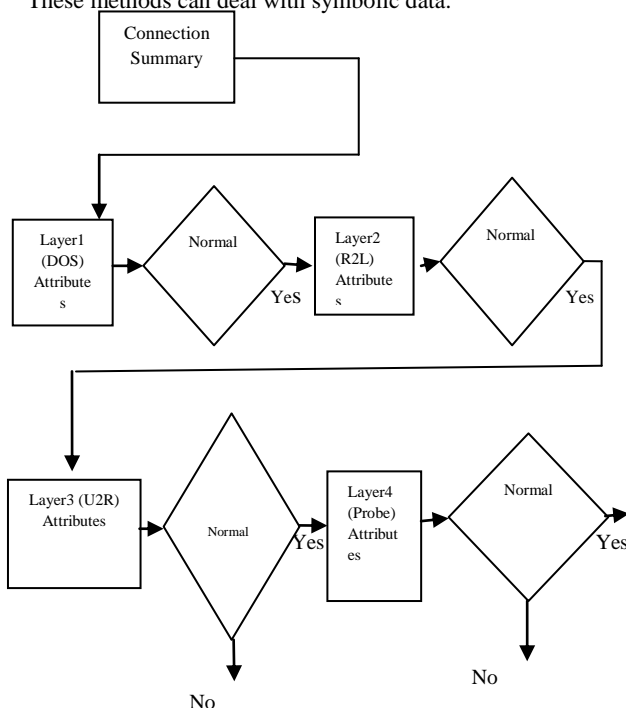 These methods can deal with symbolic data.
Connection
Summary
Layer1
(DOS)
Attribute
s
Normal
Yes
Layer2
(R2L)
Attribute
s
Normal
Yes
Layer3 (U2R)
Attributes
Normal
Yes
No
Layer4
(Probe)
Attribut
es
Normal
Yes
No